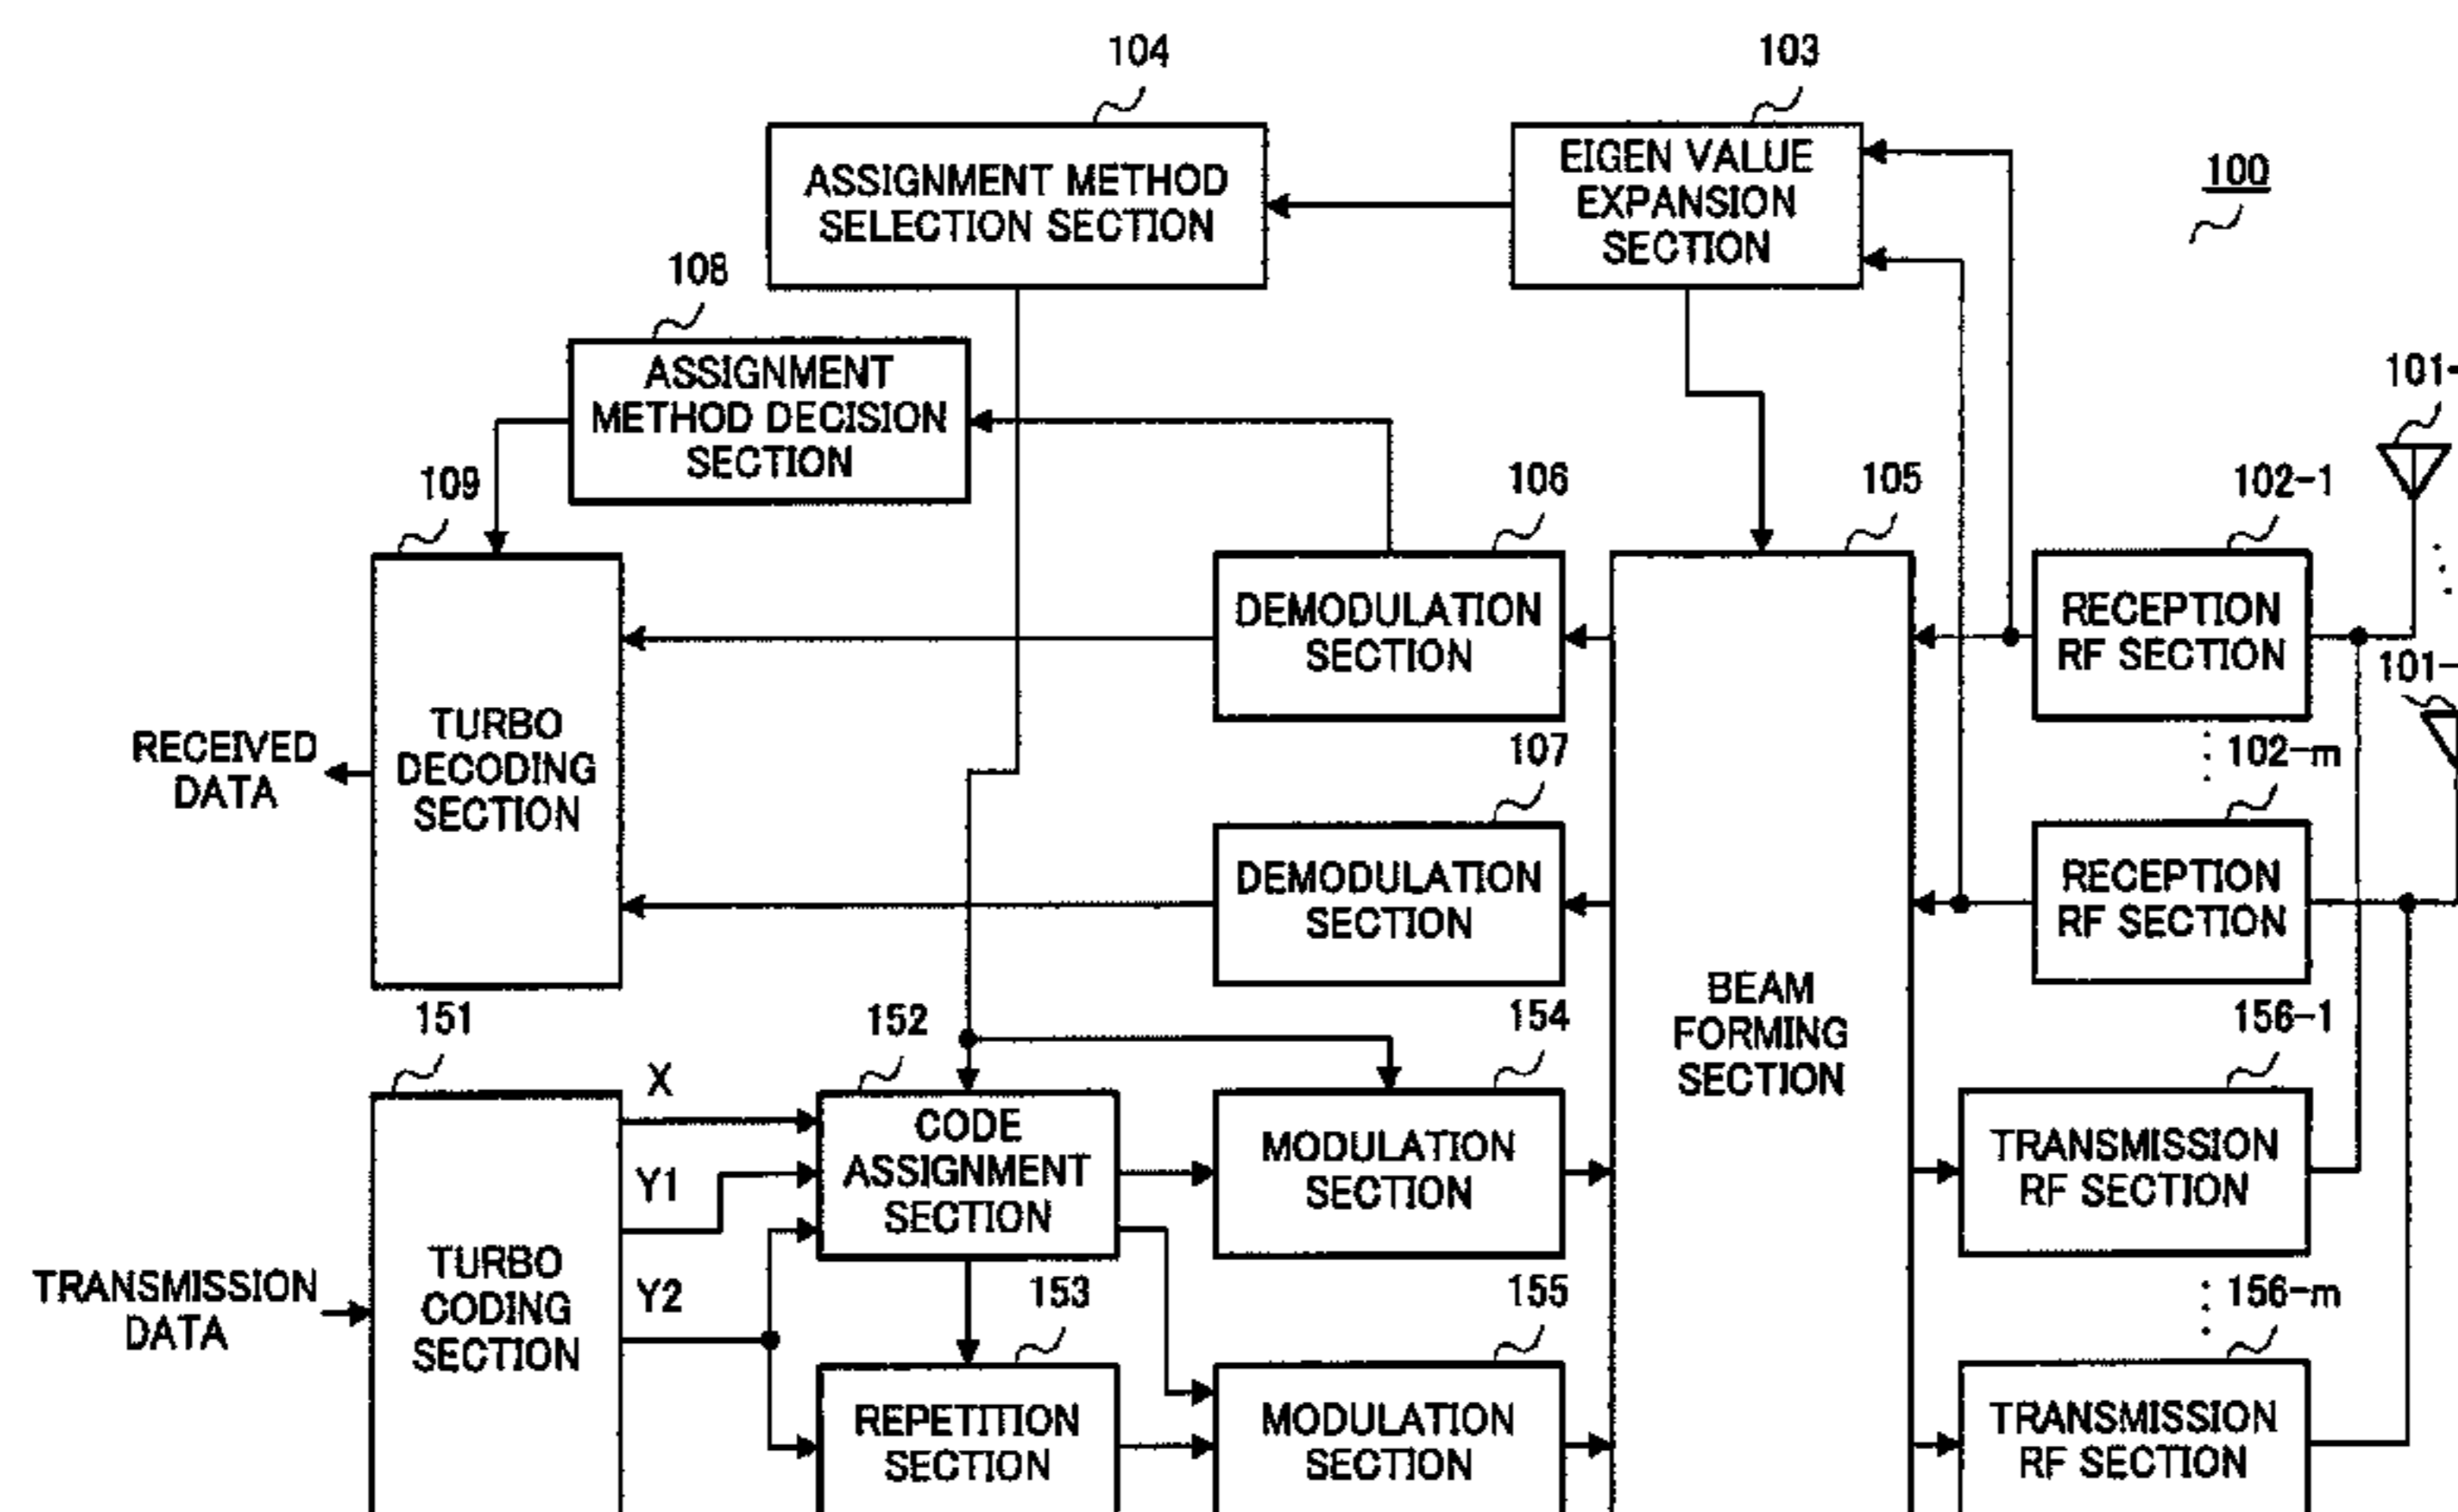 104
103
ASSIGNMENT METHOD
SELECTION SECTION
EIGEN VALUE
EXPANSION
SECTION
100
108
ASSIGNMENT
METHOD DECISION
SECTION
101-
109
106
105
102-1
DEMODULATION
SECTION
RECEPTION
RF SECTION
101-
TURBO
DECODING
SECTION
RECEIVED
DATA
107
102-m
DEMODULATION
SECTION
RECEPTION
RF SECTION
BEAM
FORMING
SECTION
151
152
154
156-1
X
Y1
Y2
CODE
ASSIGNMENT
SECTION
MODULATION
SECTION
TRANSMISSION
RF SECTION
TRANSMISSION
DATA
TURBO
CODING
SECTION
153
155
156-m
REPETITION
SECTION
MODULATION
SECTION
TRANSMISSION
RF SECTION